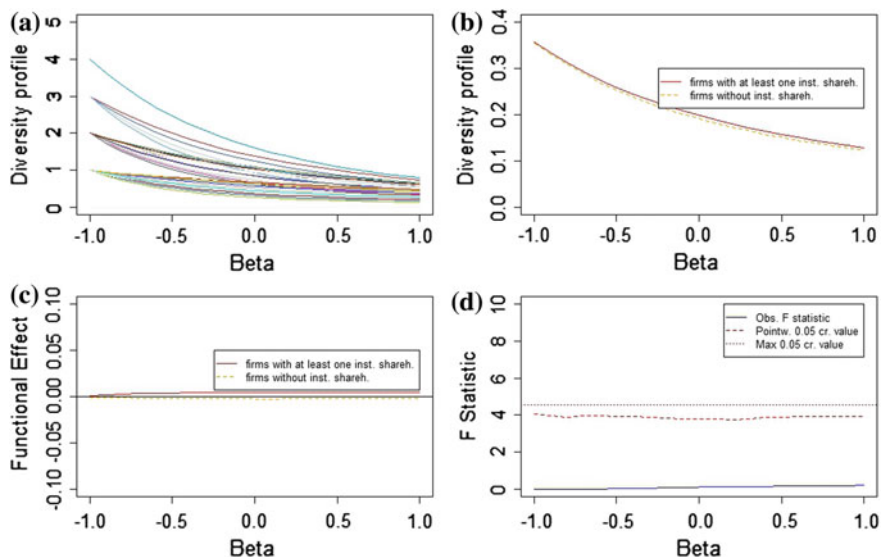 (a)
Diversity profile
5
4
3
2
1
0
-1.0 -0.5 0.0 0.5 1.0
Beta
(b)
Diversity profile
0.4
0.3
0.2
0.1
0.0
firms with at least one inst. shareh.
firms without inst. shareh.
-1.0 -0.5 0.0 0.5 1.0
Beta
(c)
Functional Effect
0.10
0.05
0.00
-0.05
-0.10
firms with at least one inst. shareh.
firms without inst. shareh.
-1.0 -0.5 0.0 0.5 1.0
Beta
(d)
F Statistic
10
8
6
4
2
0
Obs. F statistic
Pointw. 0.05 cr. value
Max 0.05 cr. value
-1.0 -0.5 0.0 0.5 1.0
Beta